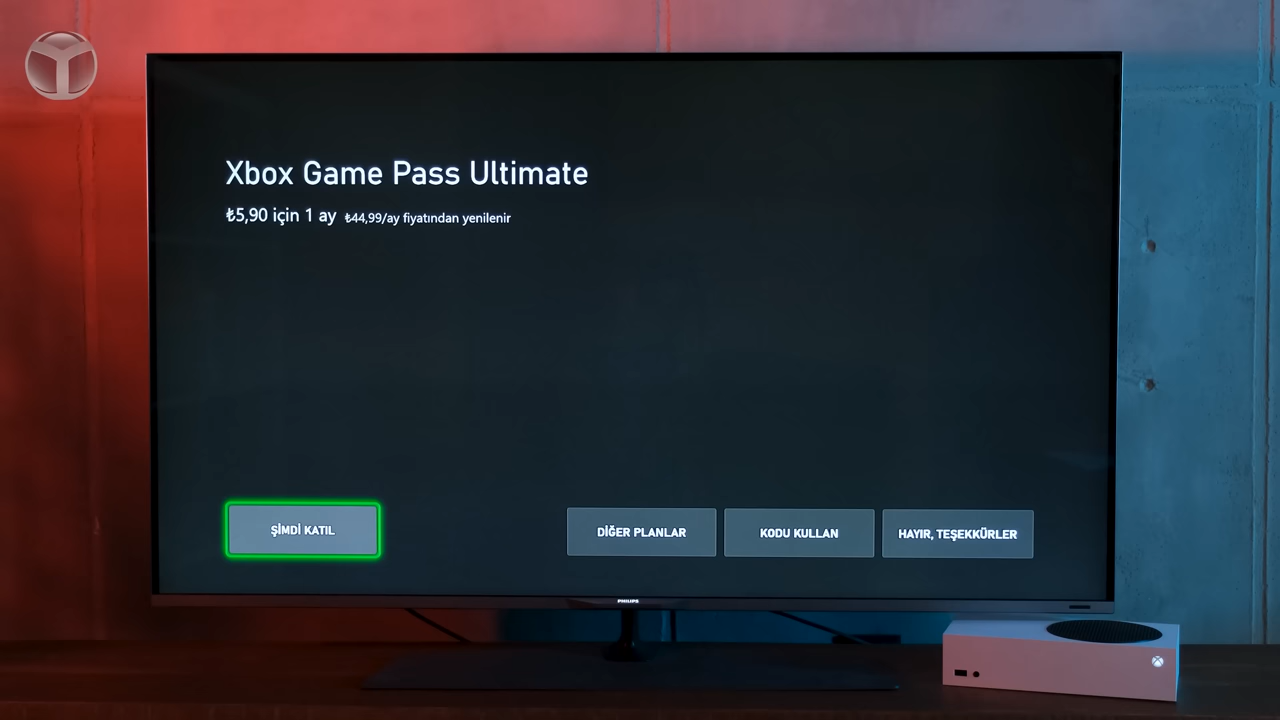 Xbox Game Pass Ultimate
₺5,90 için 1 ay ₺44,99/ay fiyatından yenilenir
ŞİMDİ KATIL
DİĞER PLANLAR
KODU KULLAN
HAYIR, TEŞEKKÜRLER
PHILIPS